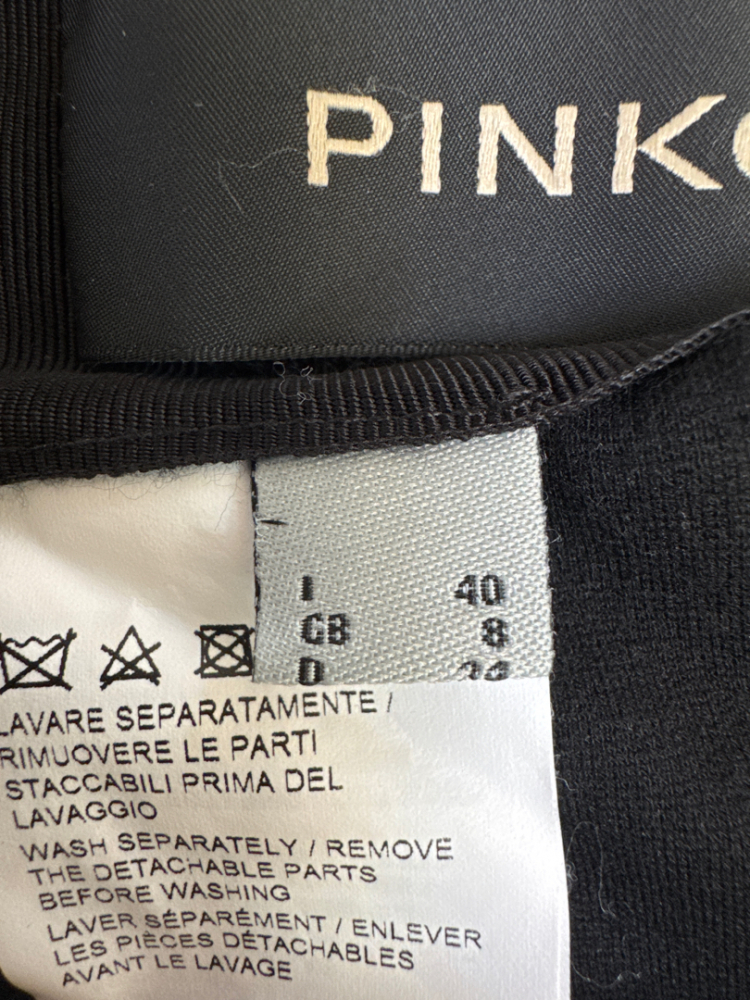 PINK
I 40
GB 8
D
LAVARE SEPARATAMENTE /
RIMUOVERE LE PARTI
STACCABILI PRIMA DEL
LAVAGGIO
WASH SEPARATELY / REMOVE
THE DETACHABLE PARTS
BEFORE WASHING
LAVER SÉPARÉMENT / ENLEVER
LES PIÈCES DÉTACHABLES
AVANT LE LAVAGE